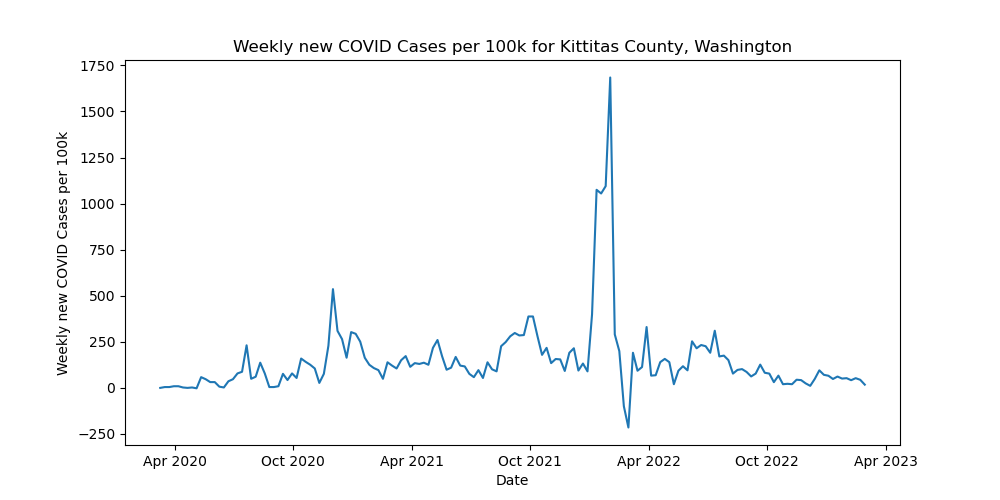 Weekly new COVID Cases per 100k for Kittitas County, Washington
1750
1500
1250
1000
750
500
250
0
−250
Weekly new COVID Cases per 100k
Apr 2020 Oct 2020 Apr 2021 Oct 2021 Apr 2022 Oct 2022 Apr 2023
Date